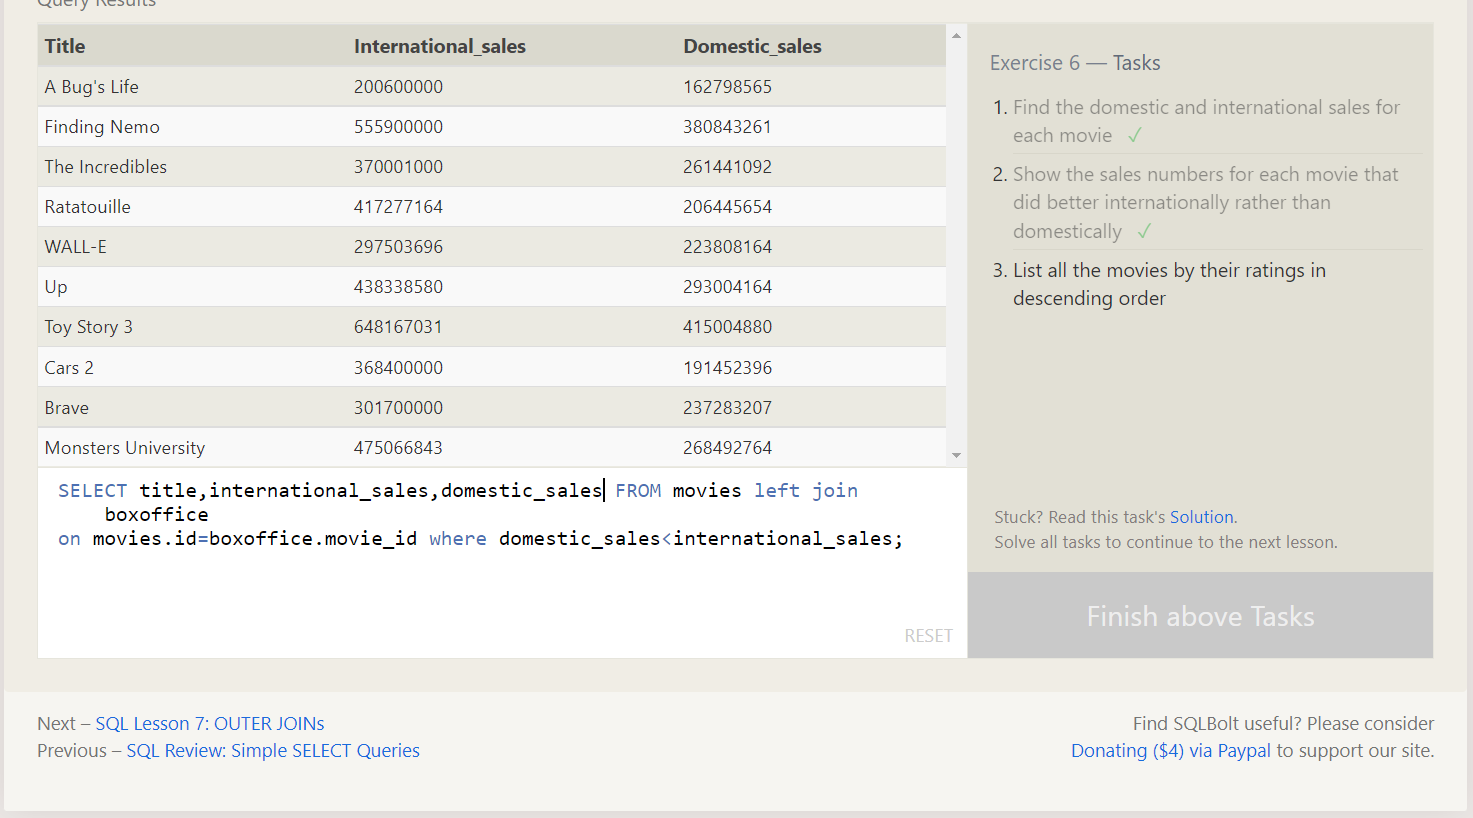 Query Results
Title International_sales Domestic_sales
A Bug's Life 200600000 162798565
Finding Nemo 555900000 380843261
The Incredibles 370001000 261441092
Ratatouille 417277164 206445654
WALL-E 297503696 223808164
Up 438338580 293004164
Toy Story 3 648167031 415004880
Cars 2 368400000 191452396
Brave 301700000 237283207
Monsters University 475066843 268492764
SELECT title,international_sales,domestic_sales FROM movies left join
boxoffice
on movies.id=boxoffice.movie_id where domestic_sales<international_sales;
RESET
Exercise 6 — Tasks
1. Find the domestic and international sales for
each movie ✓
2. Show the sales numbers for each movie that
did better internationally rather than
domestically ✓
3. List all the movies by their ratings in
descending order
Stuck? Read this task's Solution.
Solve all tasks to continue to the next lesson.
Finish above Tasks
Next – SQL Lesson 7: OUTER JOINs
Previous – SQL Review: Simple SELECT Queries
Find SQLBolt useful? Please consider
Donating ($4) via Paypal to support our site.